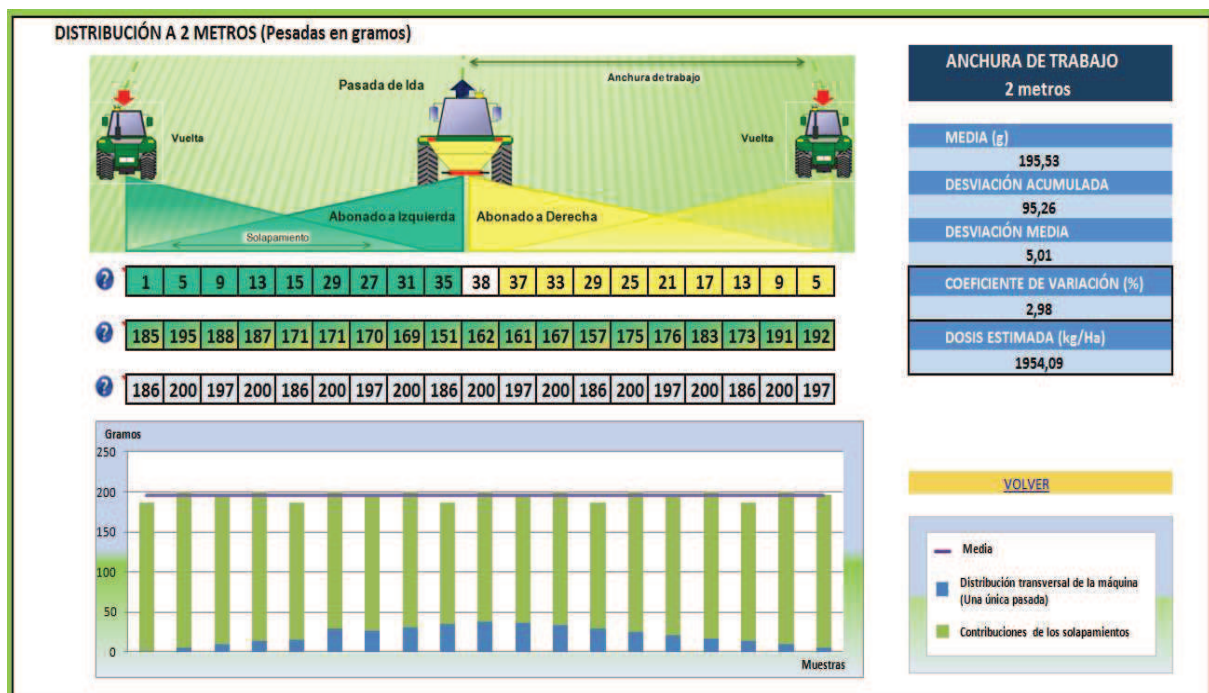 DISTRIBUCIÓN A 2 METROS (Pesadas en gramos)
Pasada de Ida
Anchura de trabajo
Vuelta
Vuelta
Abonado a Izquierda
Abonado a Derecha
Solapamiento
? 1 5 9 13 15 29 27 31 35 38 37 33 29 25 21 17 13 9 5
? 185 195 188 187 171 171 170 169 151 162 161 167 157 175 176 183 173 191 192
? 186 200 197 200 186 200 197 200 186 200 197 200 186 200 197 200 186 200 197
Gramos
250
200
150
100
50
0
Muestras
ANCHURA DE TRABAJO
2 metros
MEDIA (g)
195,53
DESVIACIÓN ACUMULADA
95,26
DESVIACIÓN MEDIA
5,01
COEFICIENTE DE VARIACIÓN (%)
2,98
DOSIS ESTIMADA (kg/Ha)
1954,09
VOLVER
Media
Distribución transversal de la máquina
(Una única pasada)
Contribuciones de los solapamientos